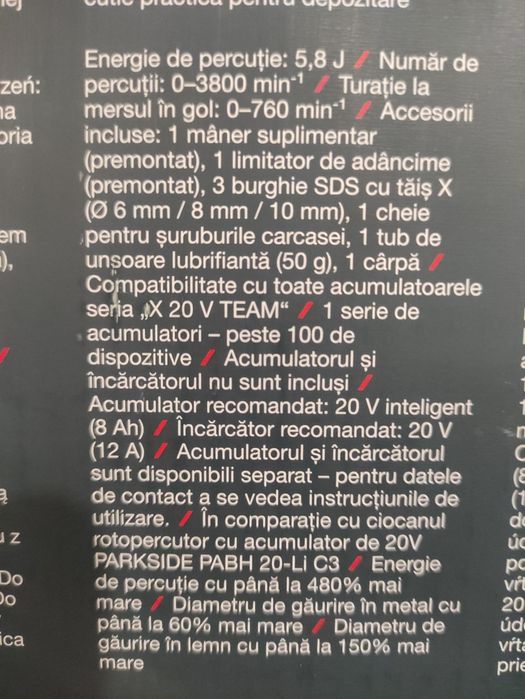 cutie practică pentru depozitare
Energie de percuție: 5,8 J / Număr de
percuții: 0–3800 min⁻¹ / Turație la
mersul în gol: 0–760 min⁻¹ / Accesorii
incluse: 1 mâner suplimentar
(premontat), 1 limitator de adâncime
(premontat), 3 burghie SDS cu tăiș X
(Ø 6 mm / 8 mm / 10 mm), 1 cheie
pentru șuruburile carcasei, 1 tub de
unsoare lubrifiantă (50 g), 1 cârpă /
Compatibilitate cu toate acumulatoarele
seria „X 20 V TEAM“ / 1 serie de
acumulatori – peste 100 de
dispozitive / Acumulatorul și
încărcătorul nu sunt incluși /
Acumulator recomandat: 20 V inteligent
(8 Ah) / Încărcător recomandat: 20 V
(12 A) / Acumulatorul și încărcătorul
sunt disponibili separat – pentru datele
de contact a se vedea instrucțiunile de
utilizare. / În comparație cu ciocanul
rotopercutor cu acumulator de 20V
PARKSIDE PABH 20-Li C3 / Energie
de percuție cu până la 480% mai
mare / Diametru de găurire în metal cu
până la 60% mai mare / Diametru de
găurire în lemn cu până la 150% mai
mare